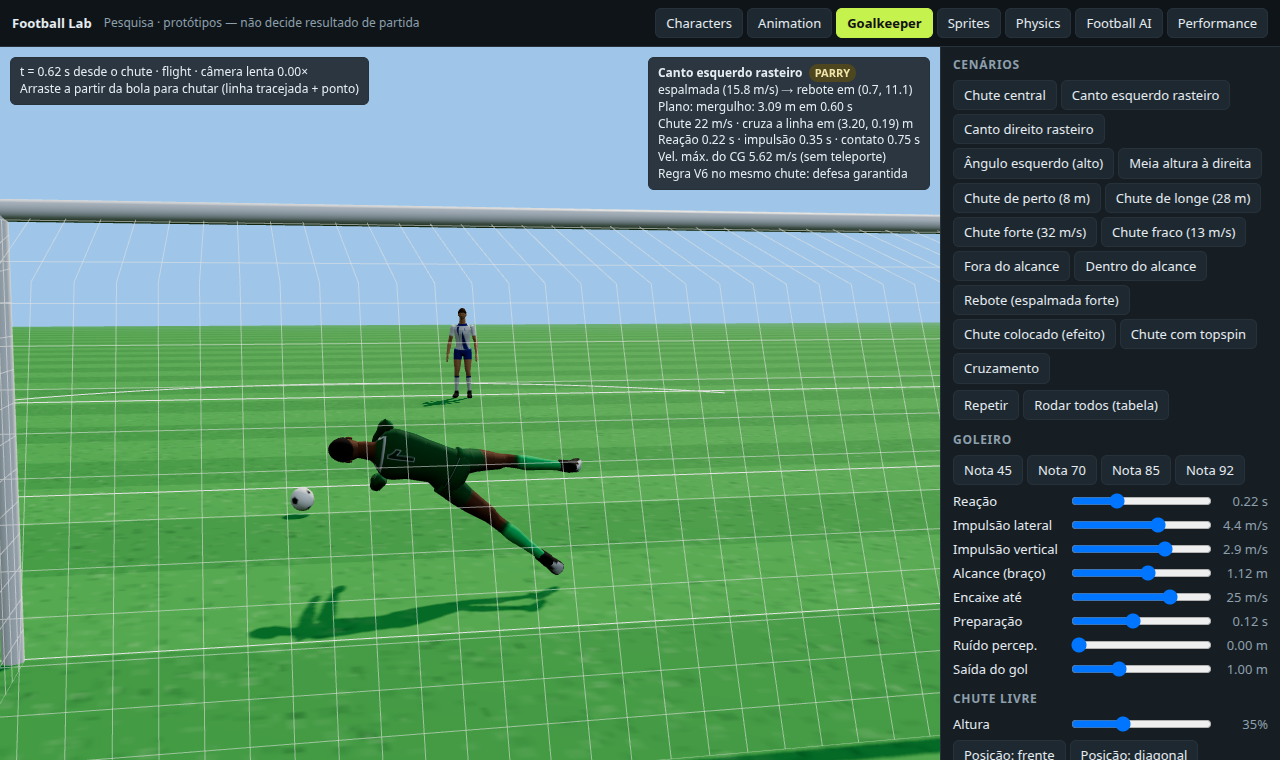 Football Lab
Pesquisa · protótipos — não decide resultado de partida
Characters
Animation
Goalkeeper
Sprites
Physics
Football AI
Performance
t = 0.62 s desde o chute · flight · câmera lenta 0.00×
Arraste a partir da bola para chutar (linha tracejada + ponto)
Canto esquerdo rasteiro PARRY
espalmada (15.8 m/s) → rebote em (0.7, 11.1)
Plano: mergulho: 3.09 m em 0.60 s
Chute 22 m/s · cruza a linha em (3.20, 0.19) m
Reação 0.22 s · impulsão 0.35 s · contato 0.75 s
Vel. máx. do CG 5.62 m/s (sem teleporte)
Regra V6 no mesmo chute: defesa garantida
1
CENÁRIOS
Chute central
Canto esquerdo rasteiro
Canto direito rasteiro
Ângulo esquerdo (alto)
Meia altura à direita
Chute de perto (8 m)
Chute de longe (28 m)
Chute forte (32 m/s)
Chute fraco (13 m/s)
Fora do alcance
Dentro do alcance
Rebote (espalmada forte)
Chute colocado (efeito)
Chute com topspin
Cruzamento
Repetir
Rodar todos (tabela)
GOLEIRO
Nota 45
Nota 70
Nota 85
Nota 92
Reação 0.22 s
Impulsão lateral 4.4 m/s
Impulsão vertical 2.9 m/s
Alcance (braço) 1.12 m
Encaixe até 25 m/s
Preparação 0.12 s
Ruído percep. 0.00 m
Saída do gol 1.00 m
CHUTE LIVRE
Altura 35%
Posição: frente
Posição: diagonal